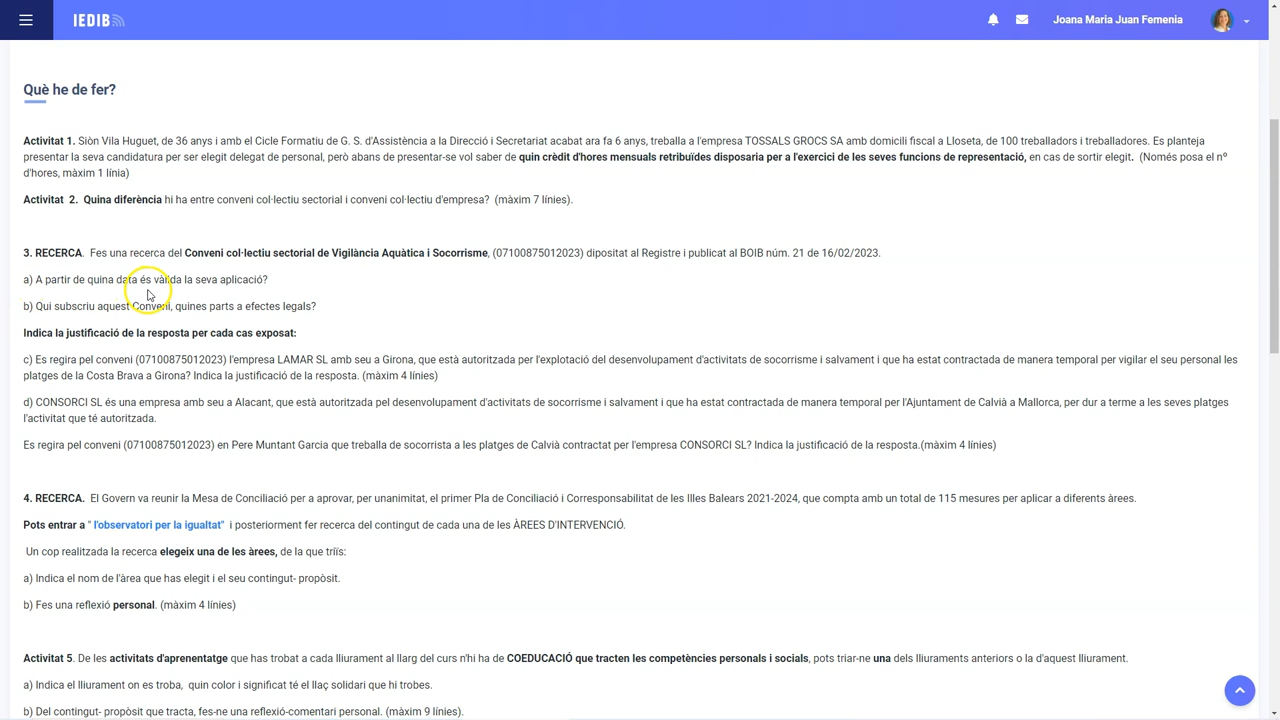 IEDIB
Joana Maria Juan Femenia
Què he de fer?
Activitat 1. Siòn Vila Huguet, de 36 anys i amb el Cicle Formatiu de G. S. d'Assistència a la Direcció i Secretariat acabat ara fa 6 anys, treballa a l'empresa TOSSALS GROCS SA amb domicili fiscal a Lloseta, de 100 treballadors i treballadores. Es planteja
presentar la seva candidatura per ser elegit delegat de personal, però abans de presentar-se vol saber de quin crèdit d'hores mensuals retribuïdes disposaria per a l'exercici de les seves funcions de representació, en cas de sortir elegit. (Només posa el nº
d'hores, màxim 1 línia)
Activitat 2. Quina diferència hi ha entre conveni col·lectiu sectorial i conveni col·lectiu d'empresa? (màxim 7 línies).
3. RECERCA. Fes una recerca del Conveni col·lectiu sectorial de Vigilància Aquàtica i Socorrisme, (07100875012023) dipositat al Registre i publicat al BOIB núm. 21 de 16/02/2023.
a) A partir de quina data és vàlida la seva aplicació?
b) Qui subscriu aquest Conveni, quines parts a efectes legals?
Indica la justificació de la resposta per cada cas exposat:
c) Es regira pel conveni (07100875012023) l'empresa LAMAR SL amb seu a Girona, que està autoritzada per l'explotació del desenvolupament d'activitats de socorrisme i salvament i que ha estat contractada de manera temporal per vigilar el seu personal les
platges de la Costa Brava a Girona? Indica la justificació de la resposta. (màxim 4 línies)
d) CONSORCI SL és una empresa amb seu a Alacant, que està autoritzada pel desenvolupament d'activitats de socorrisme i salvament i que ha estat contractada de manera temporal per l'Ajuntament de Calvià a Mallorca, per dur a terme a les seves platges
l'activitat que té autoritzada.
Es regira pel conveni (07100875012023) en Pere Muntant Garcia que treballa de socorrista a les platges de Calvià contractat per l'empresa CONSORCI SL? Indica la justificació de la resposta.(màxim 4 línies)
4. RECERCA. El Govern va reunir la Mesa de Conciliació per a aprovar, per unanimitat, el primer Pla de Conciliació i Corresponsabilitat de les Illes Balears 2021-2024, que compta amb un total de 115 mesures per aplicar a diferents àrees.
Pots entrar a " l'observatori per la igualtat" i posteriorment fer recerca del contingut de cada una de les ÀREES D'INTERVENCIÓ.
Un cop realitzada la recerca elegeix una de les àrees, de la que triïs:
a) Indica el nom de l'àrea que has elegit i el seu contingut- propòsit.
b) Fes una reflexió personal. (màxim 4 línies)
Activitat 5. De les activitats d'aprenentatge que has trobat a cada lliurament al llarg del curs n'hi ha de COEDUCACIÓ que tracten les competències personals i socials, pots triar-ne una dels lliuraments anteriors o la d'aquest lliurament.
a) Indica el lliurament on es troba, quin color i significat té el llaç solidari que hi trobes.
b) Del contingut- propòsit que tracta, fes-ne una reflexió-comentari personal. (màxim 9 línies).